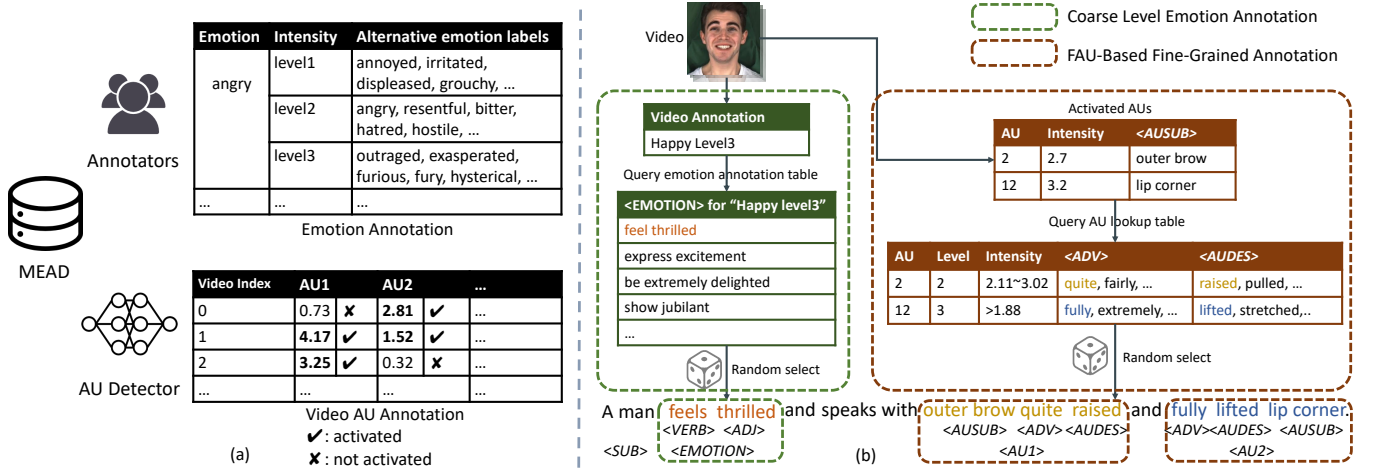 Emotion Intensity Alternative emotion labels
angry
level1 annoyed, irritated,
displeased, grouchy, ...
level2 angry, resentful, bitter,
hatred, hostile, ...
level3 outraged, exasperated,
furious, fury, hysterical, ...
... ... ...
Emotion Annotation
Annotators
MEAD
AU Detector
Video Index AU1 AU2 ...
0 0.73 ✘ 2.81 ✔ ...
1 4.17 ✔ 1.52 ✔ ...
2 3.25 ✔ 0.32 ✘ ...
... ... ... ...
Video AU Annotation
✔: activated
✘: not activated
(a)
Video
Coarse Level Emotion Annotation
FAU-Based Fine-Grained Annotation
Video Annotation
Happy Level3
Query emotion annotation table
<EMOTION> for "Happy level3"
feel thrilled
express excitement
be extremely delighted
show jubilant
...
Random select
Activated AUs
AU Intensity <AUSUB>
2 2.7 outer brow
12 3.2 lip corner
Query AU lookup table
AU Level Intensity <ADV> <AUDES>
2 2 2.11~3.02 quite, fairly, ... raised, pulled, ...
12 3 >1.88 fully, extremely, ... lifted, stretched,..
Random select
A man feels thrilled and speaks with outer brow quite raised and fully lifted lip corner.
<VERB> <ADJ> <AUSUB> <ADV> <AUDES> <ADV><AUDES> <AUSUB>
<SUB> <EMOTION> <AU1> <AU2>
(b)